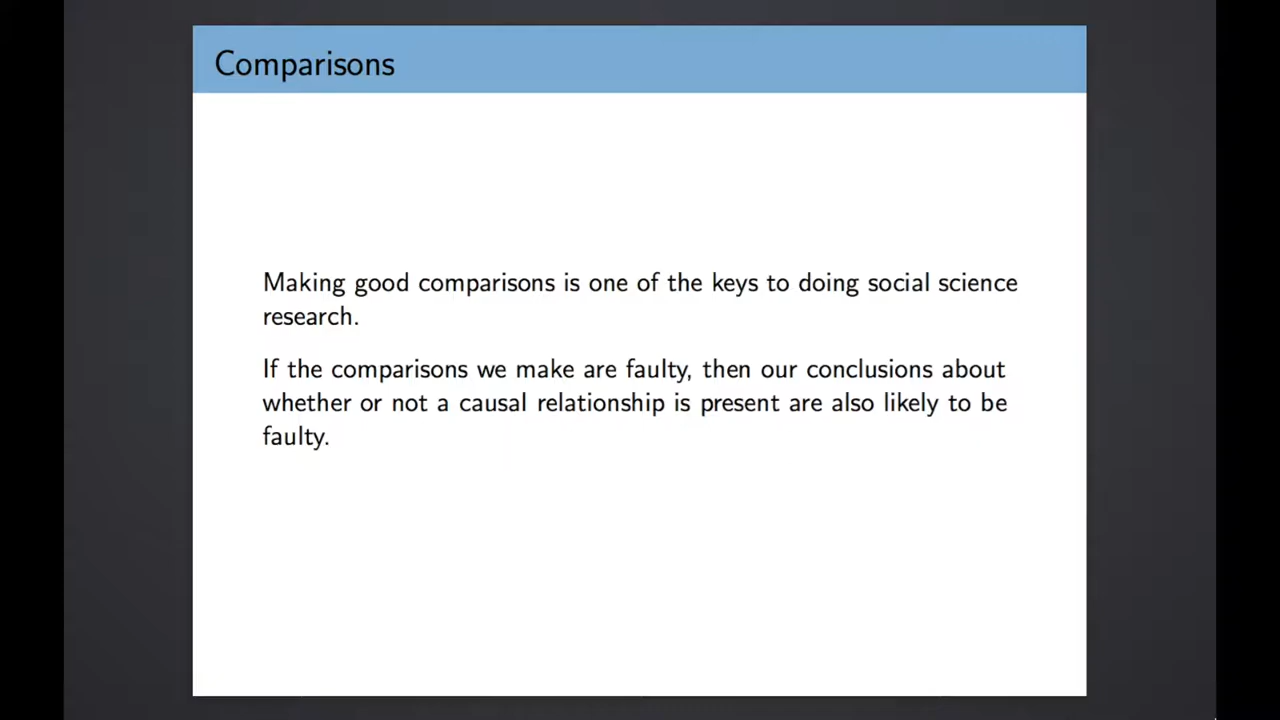 Comparisons
Making good comparisons is one of the keys to doing social science
research.
If the comparisons we make are faulty, then our conclusions about
whether or not a causal relationship is present are also likely to be
faulty.